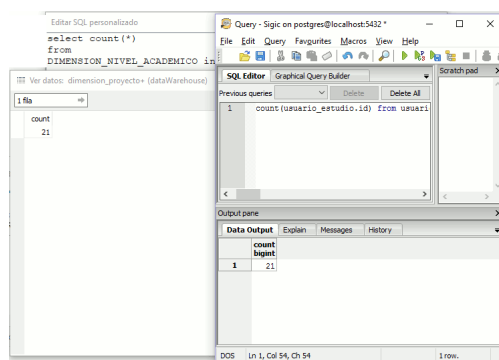 Editar SQL personalizado
select count(*)
from
DIMENSION_NIVEL_ACADEMICO in
Ver datos: dimension_proyecto+ (dataWarehouse)
1 fila
count
21
Query - Sigic on postgres@localhost:5432 *
File Edit Query Favourites Macros View Help
SQL Editor Graphical Query Builder
Previous queries Delete Delete All
1 count(usuario_estudio.id) from usuari
Scratch pad
Output pane
Data Output Explain Messages History
count
bigint
1 21
DOS Ln 1, Col 54, Ch 54 1 row.